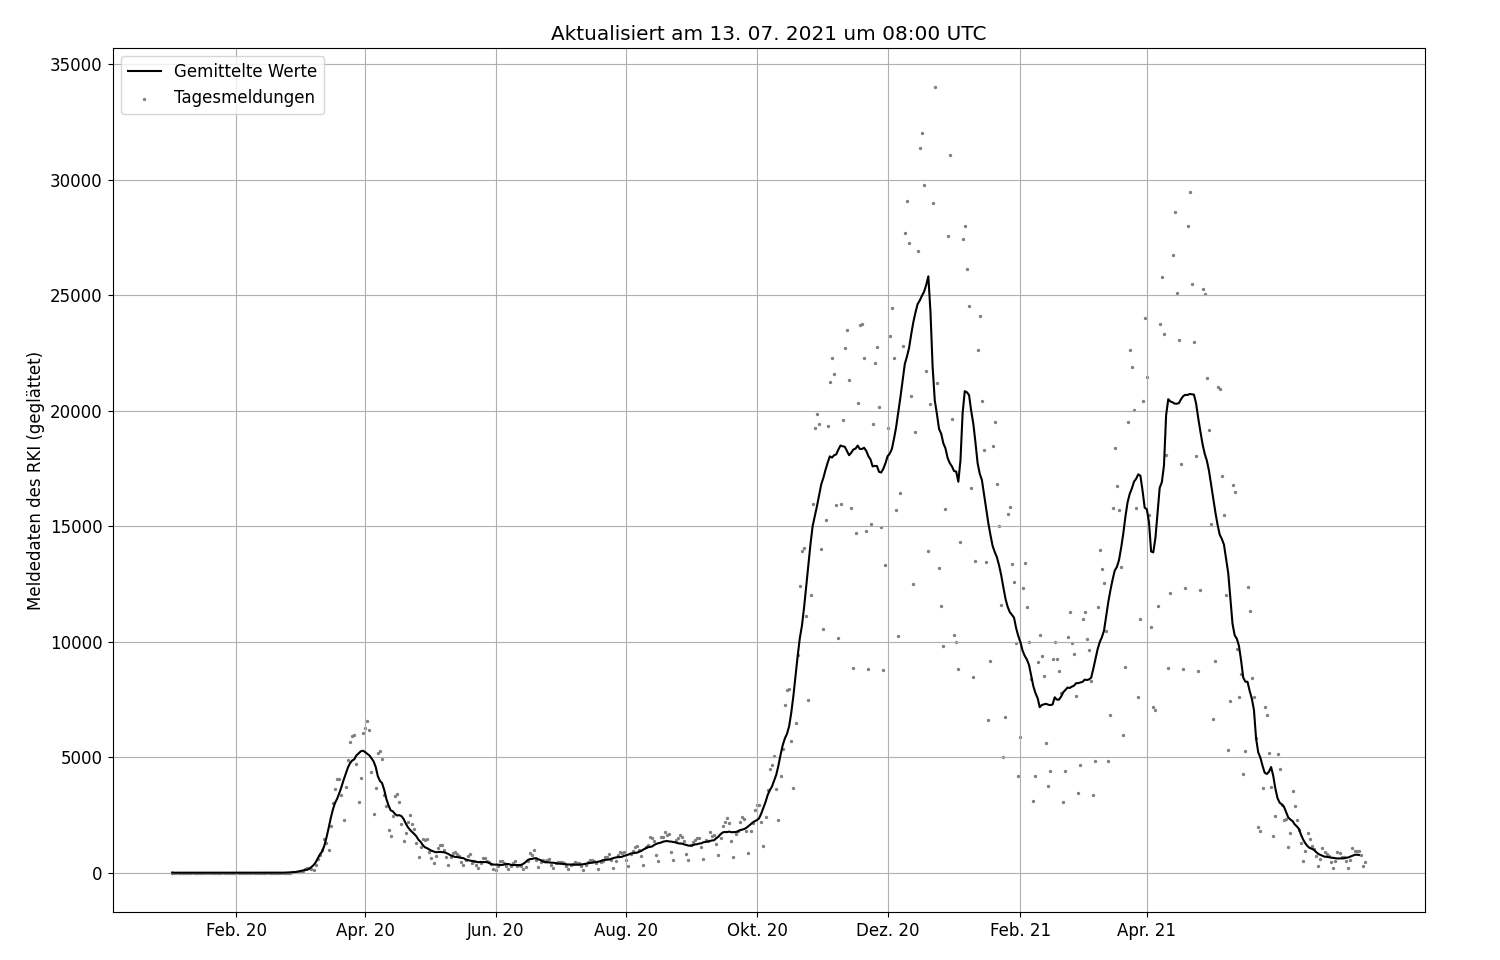 Aktualisiert am 13. 07. 2021 um 08:00 UTC
35000
30000
25000
20000
15000
10000
5000
0
Meldedaten des RKI (geglättet)
Gemittelte Werte
Tagesmeldungen
Feb. 20
Apr. 20
Jun. 20
Aug. 20
Okt. 20
Dez. 20
Feb. 21
Apr. 21